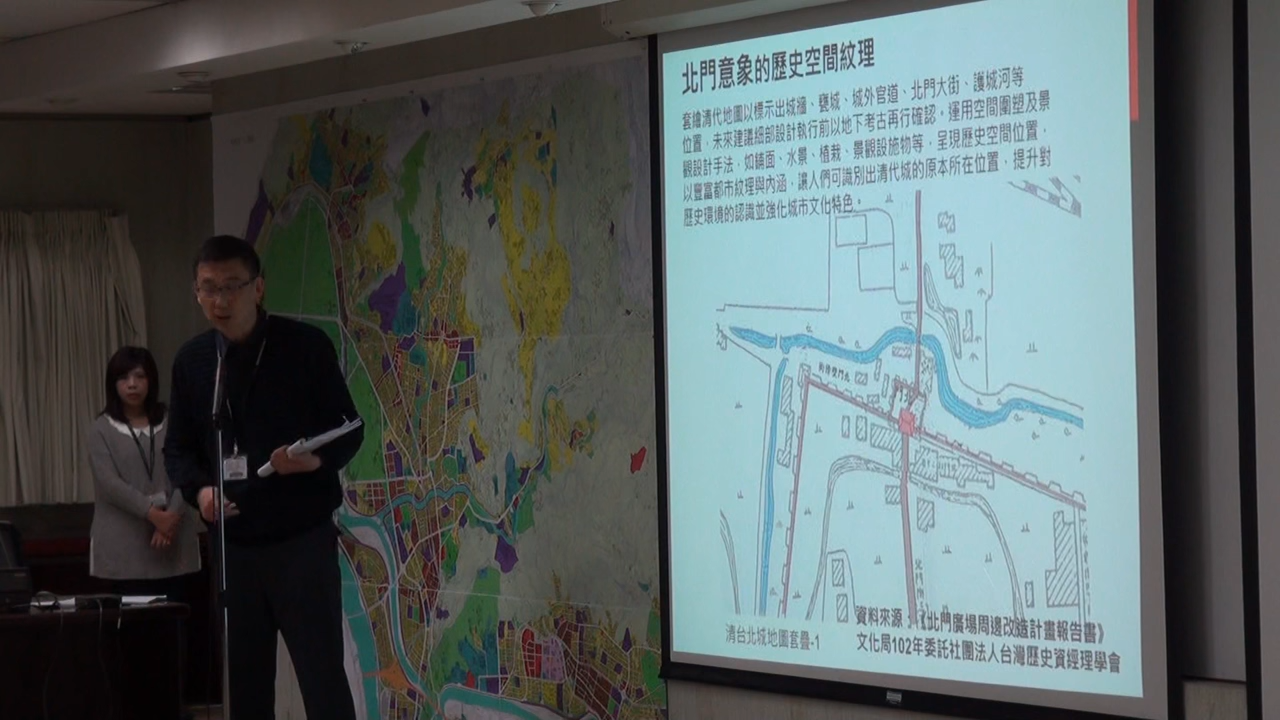 北門意象的歷史空間紋理
套繪清代地圖以標示出城牆、甕城、城外官道、北門大街、護城河等
位置，未來建議細部設計執行前以地下考古再行確認，運用空間圍塑及景
觀設計手法，如鋪面、水景、植栽、景觀設施物等，呈現歷史空間位置，
以豐富都市紋理與內涵，讓人們可識別出清代城的原本所在位置，提升對
歷史環境的認識並強化城市文化特色。
清台北城地圖套疊-1
資料來源：《北門廣場周邊改造計畫報告書》
文化局102年委託社團法人台灣歷史資經理學會